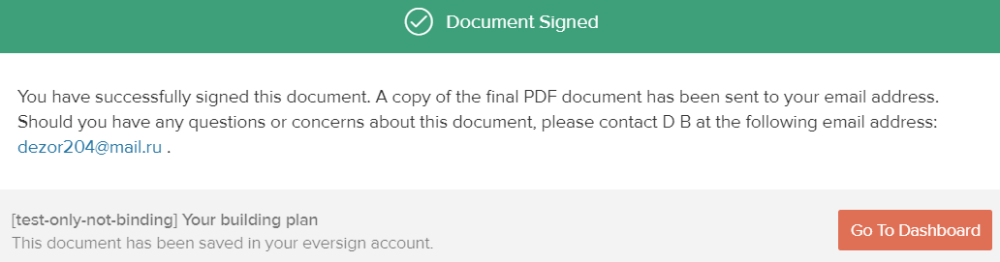 Document Signed
You have successfully signed this document. A copy of the final PDF document has been sent to your email address.
Should you have any questions or concerns about this document, please contact D B at the following email address:
dezor204@mail.ru .
[test-only-not-binding] Your building plan
This document has been saved in your eversign account.
Go To Dashboard